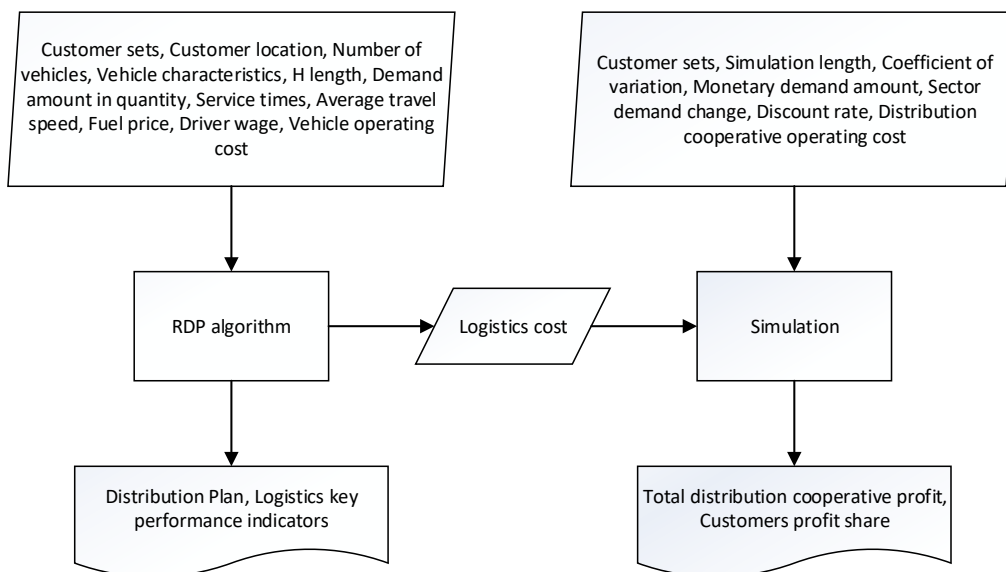 Customer sets, Customer location, Number of
vehicles, Vehicle characteristics, H length, Demand
amount in quantity, Service times, Average travel
speed, Fuel price, Driver wage, Vehicle operating
cost
Customer sets, Simulation length, Coefficient of
variation, Monetary demand amount, Sector
demand change, Discount rate, Distribution
cooperative operating cost
RDP algorithm
Logistics cost
Simulation
Distribution Plan, Logistics key
performance indicators
Total distribution cooperative profit,
Customers profit share